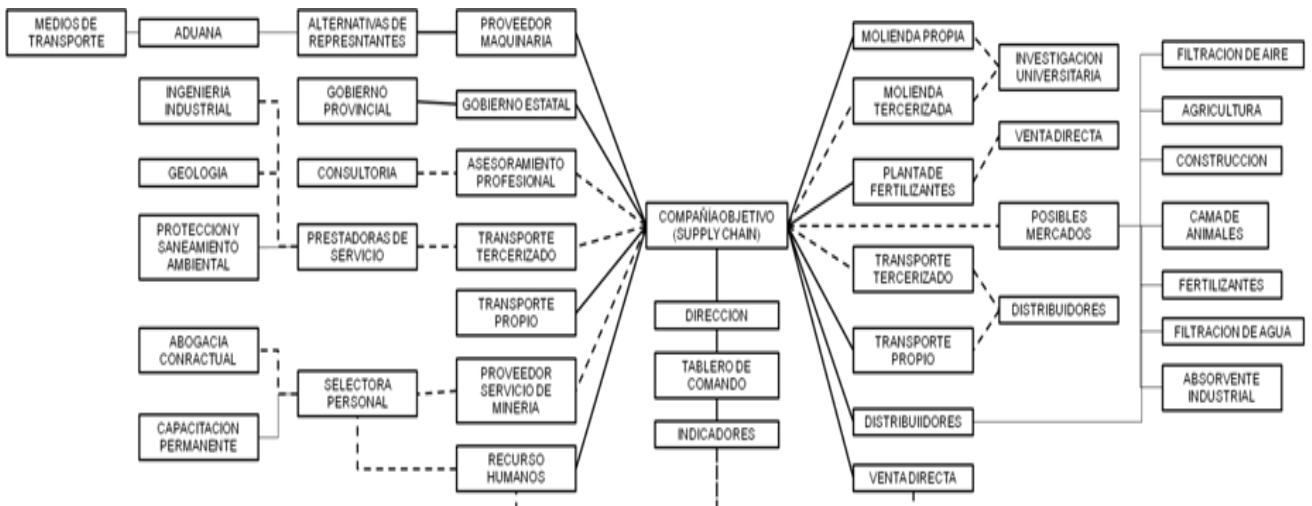 MEDIOS DE
TRANSPORTE
ADUANA
ALTERNATIVAS DE
REPRESNTANTES
PROVEEDOR
MAQUINARIA
INGENIERIA
INDUSTRIAL
GOBIERNO
PROVINCIAL
GOBIERNO ESTATAL
GEOLOGIA
CONSULTORIA
ASESORAMIENTO
PROFESIONAL
PROTECCION Y
SANEAMIENTO
AMBIENTAL
PRESTADORAS DE
SERVICIO
TRANSPORTE
TERCERIZADO
TRANSPORTE
PROPIO
ABOGACIA
CONRACTUAL
SELECTORA
PERSONAL
PROVEEDOR
SERVICIO DE
MINERIA
CAPACITACION
PERMANENTE
RECURSO
HUMANOS
COMPAÑÍA OBJETIVO
(SUPPLY CHAIN)
DIRECCION
TABLERO DE
COMANDO
INDICADORES
MOLIENDA PROPIA
INVESTIGACION
UNIVERSITARIA
MOLIENDA
TERCERIZADA
VENTA DIRECTA
PLANTA DE
FERTILIZANTES
POSIBLES
MERCADOS
TRANSPORTE
TERCERIZADO
DISTRIBUIDORES
TRANSPORTE
PROPIO
DISTRIBUIIDORES
VENTA DIRECTA
FILTRACION DE AIRE
AGRICULTURA
CONSTRUCCION
CAMA DE
ANIMALES
FERTILIZANTES
FILTRACION DE AGUA
ABSORVENTE
INDUSTRIAL